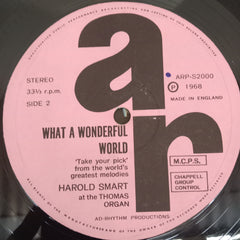 ar
STEREO
33⅓ r.p.m.
SIDE 2
ARP-S2000
Ⓟ 1968
MADE IN ENGLAND
WHAT A WONDERFUL
WORLD
'Take your pick'
from the world's
greatest melodies
HAROLD SMART
at the THOMAS
ORGAN
M.C.P.S.
CHAPPELL
GROUP
CONTROL
AD-RHYTHM PRODUCTIONS